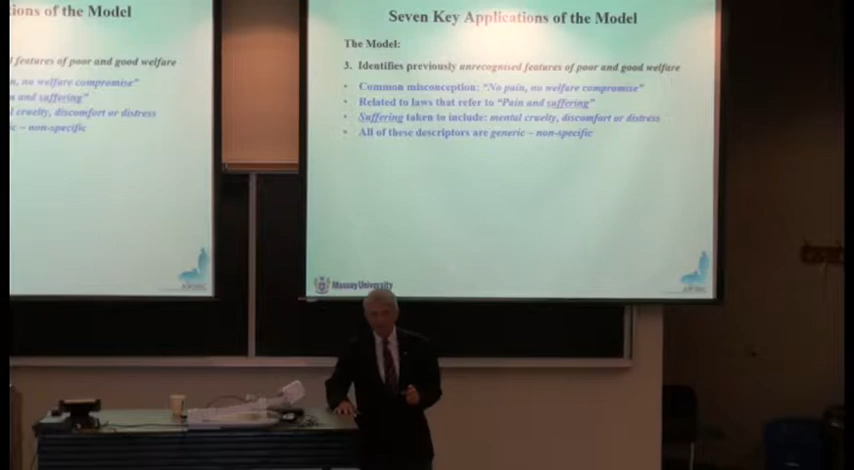 ions of the Model
features of poor and good welfare
n, no welfare compromise"
and suffering"
l cruelty, discomfort or distress
c – non-specific
Seven Key Applications of the Model
The Model:
3. Identifies previously unrecognised features of poor and good welfare
• Common misconception: "No pain, no welfare compromise"
• Related to laws that refer to "Pain and suffering"
• Suffering taken to include: mental cruelty, discomfort or distress
• All of these descriptors are generic – non-specific
Massey University